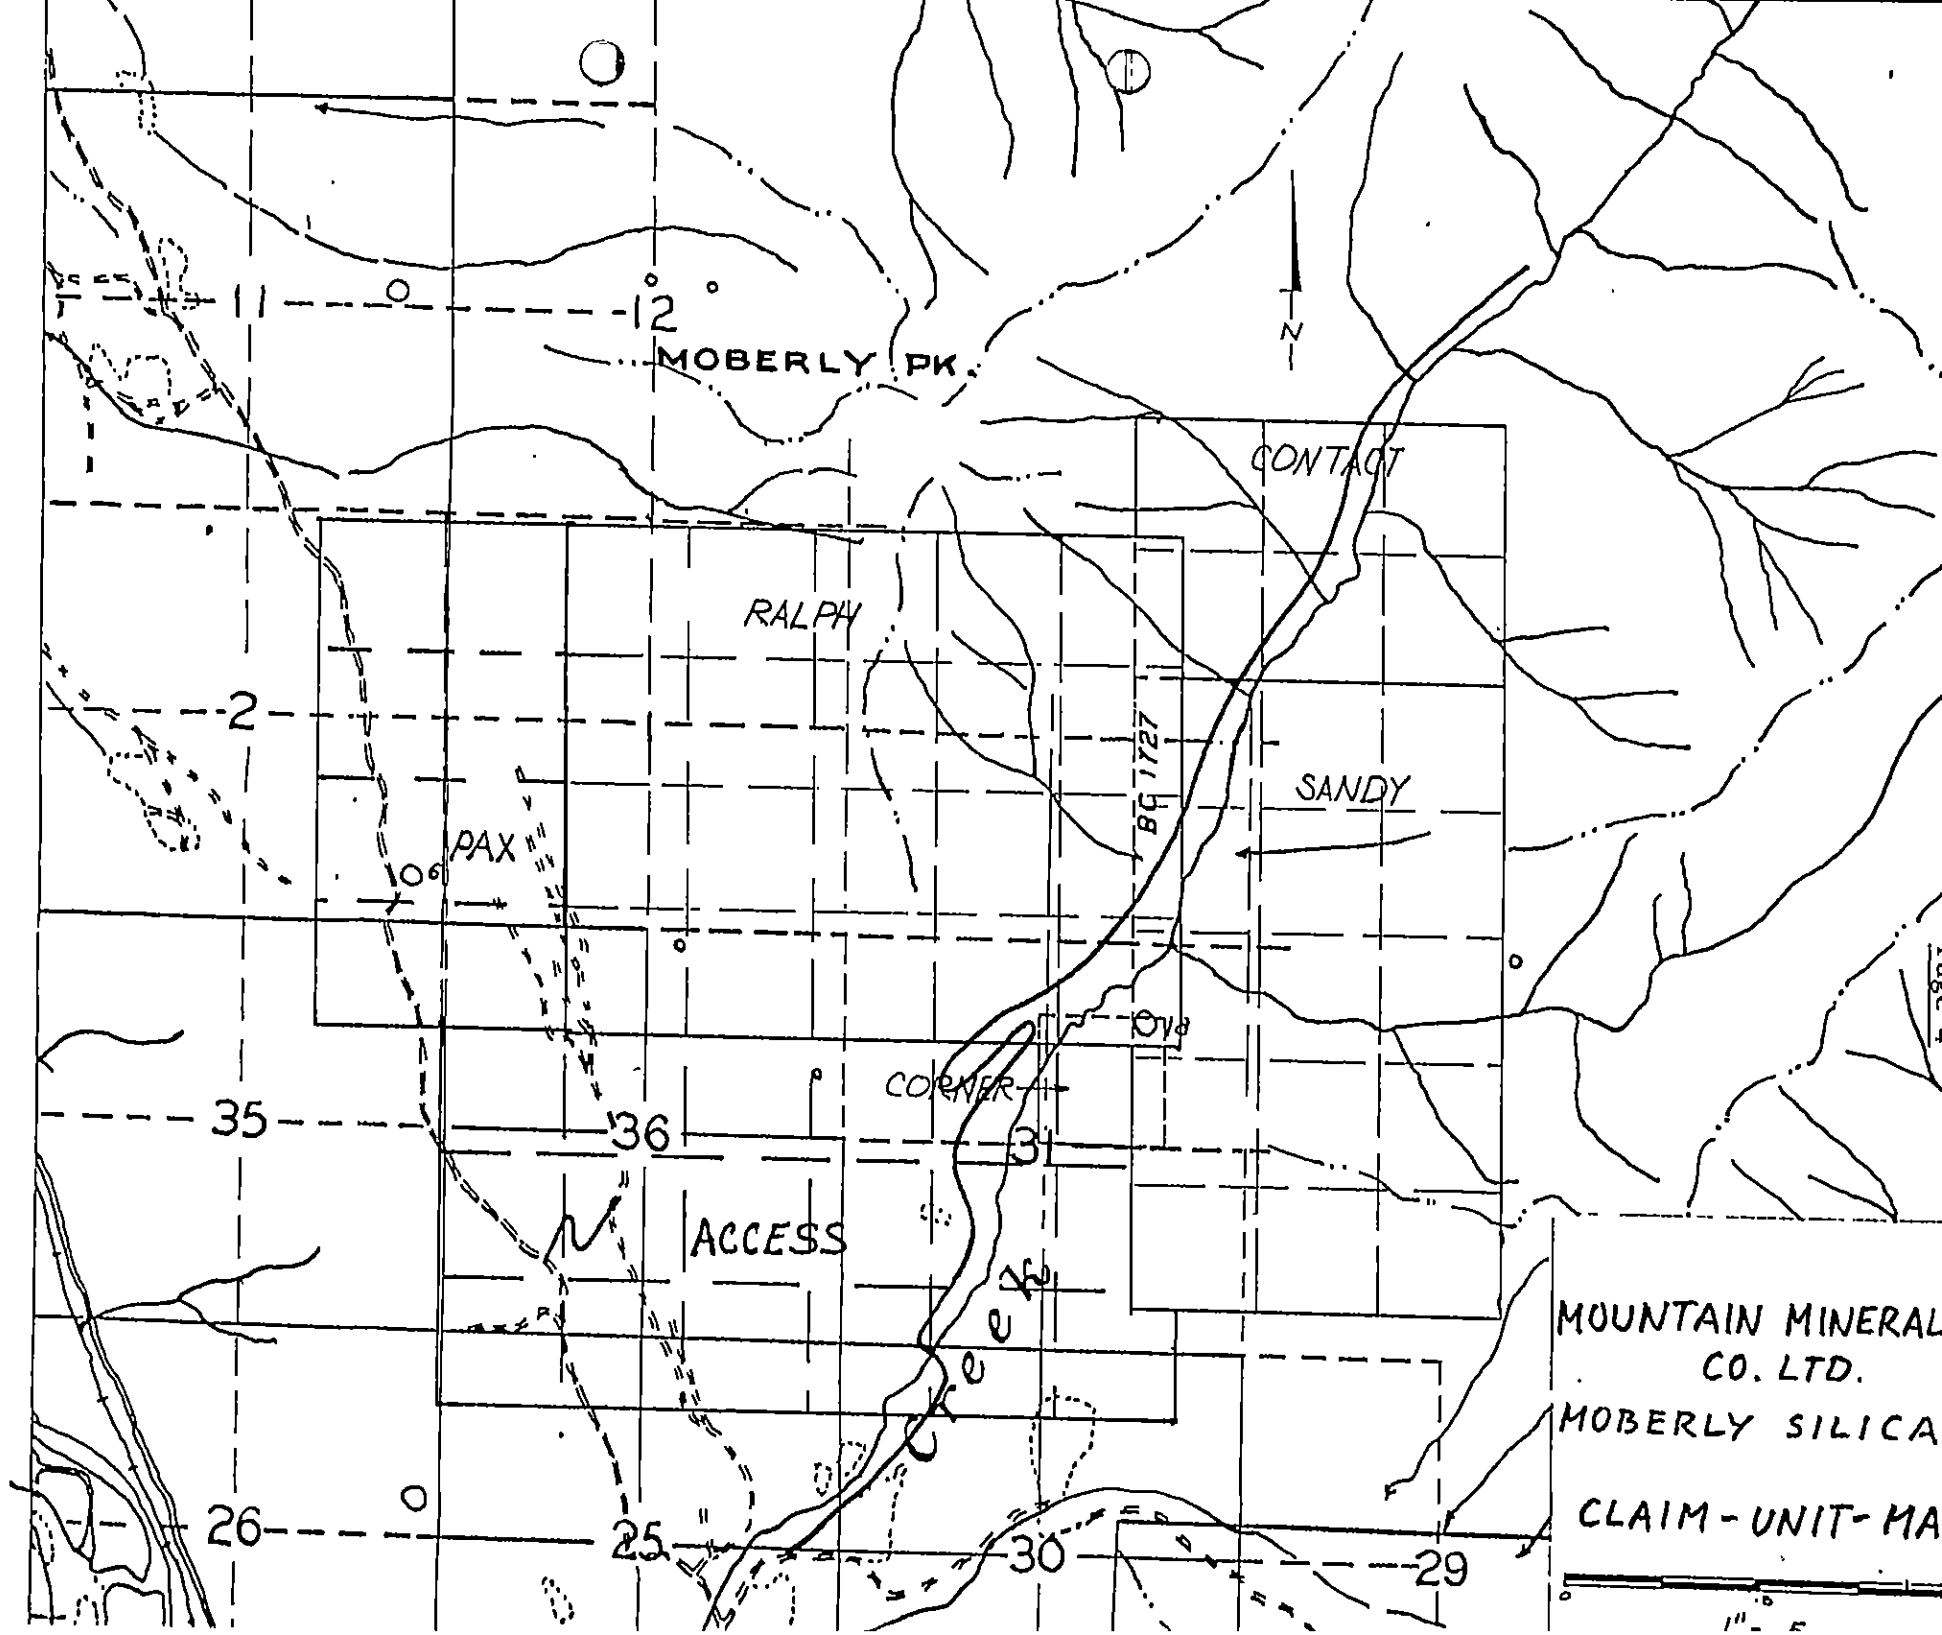 N
11
12
MOBERLY PK.
CONTACT
RALPH
2
BC 1727
SANDY
PAX
CORNER
35
36
31
ACCESS
Creek
MOUNTAIN MINERAL
CO. LTD.
MOBERLY SILICA
CLAIM-UNIT-MA
26
25
30
29
0